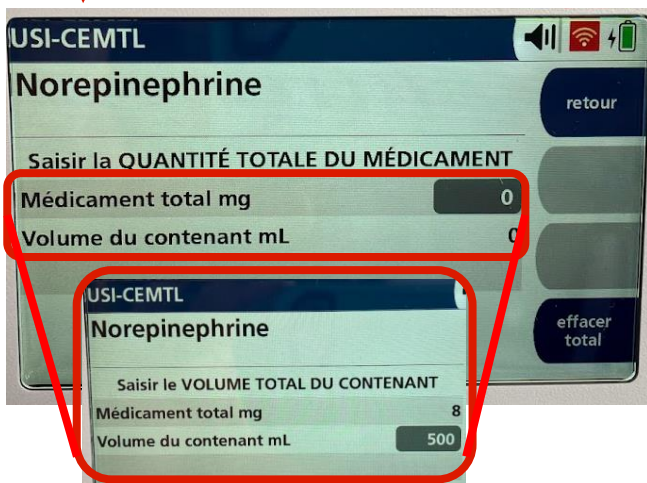 USI-CEMTL
Norepinephrine
retour
Saisir la QUANTITÉ TOTALE DU MÉDICAMENT
Médicament total mg 0
Volume du contenant mL 0
effacer
total
USI-CEMTL
Norepinephrine
Saisir le VOLUME TOTAL DU CONTENANT
Médicament total mg 8
Volume du contenant mL 500